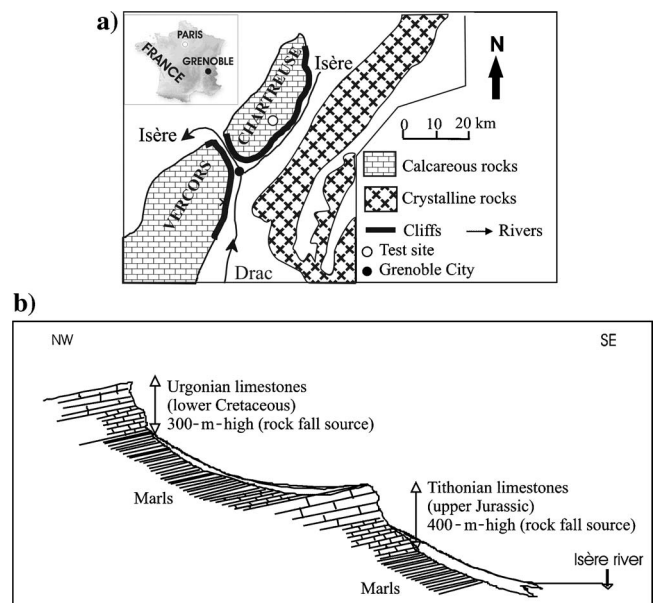 a)
PARIS
FRANCE
GRENOBLE
N
Isère
CHARTREUSE
Isère
0 10 20 km
VERCORS
Calcareous rocks
Crystalline rocks
Cliffs
Rivers
Test site
Grenoble City
Drac
b)
NW
SE
Urgonian limestones
(lower Cretaceous)
300-m-high (rock fall source)
Marls
Tithonian limestones
(upper Jurassic)
400-m-high (rock fall source)
Isère river
Marls